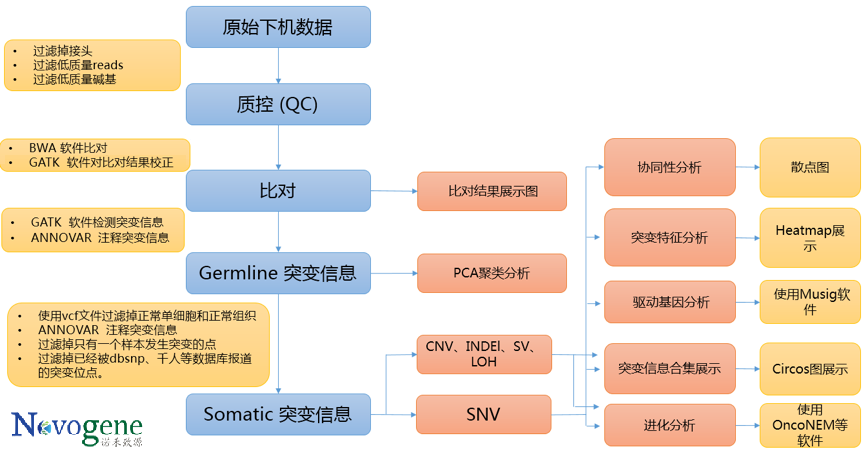 原始下机数据
• 过滤掉接头
• 过滤低质量reads
• 过滤低质量碱基
质控 (QC)
• BWA 软件比对
• GATK 软件对比对结果校正
比对
比对结果展示图
• GATK 软件检测突变信息
• ANNOVAR 注释突变信息
Germline 突变信息
PCA聚类分析
• 使用vcf文件过滤掉正常单细胞和正常组织
• ANNOVAR 注释突变信息
• 过滤只有一个样本发生突变的点
• 过滤掉已经被dbsnp、千人等数据库报道
的突变位点。
Somatic 突变信息
CNV、INDEl、SV、
LOH
SNV
协同性分析
散点图
突变特征分析
Heatmap展
示
驱动基因分析
使用Musig软
件
突变信息合集展示
Circos图展示
进化分析
使用
OncoNEM等
软件
Novogene
诺禾致源